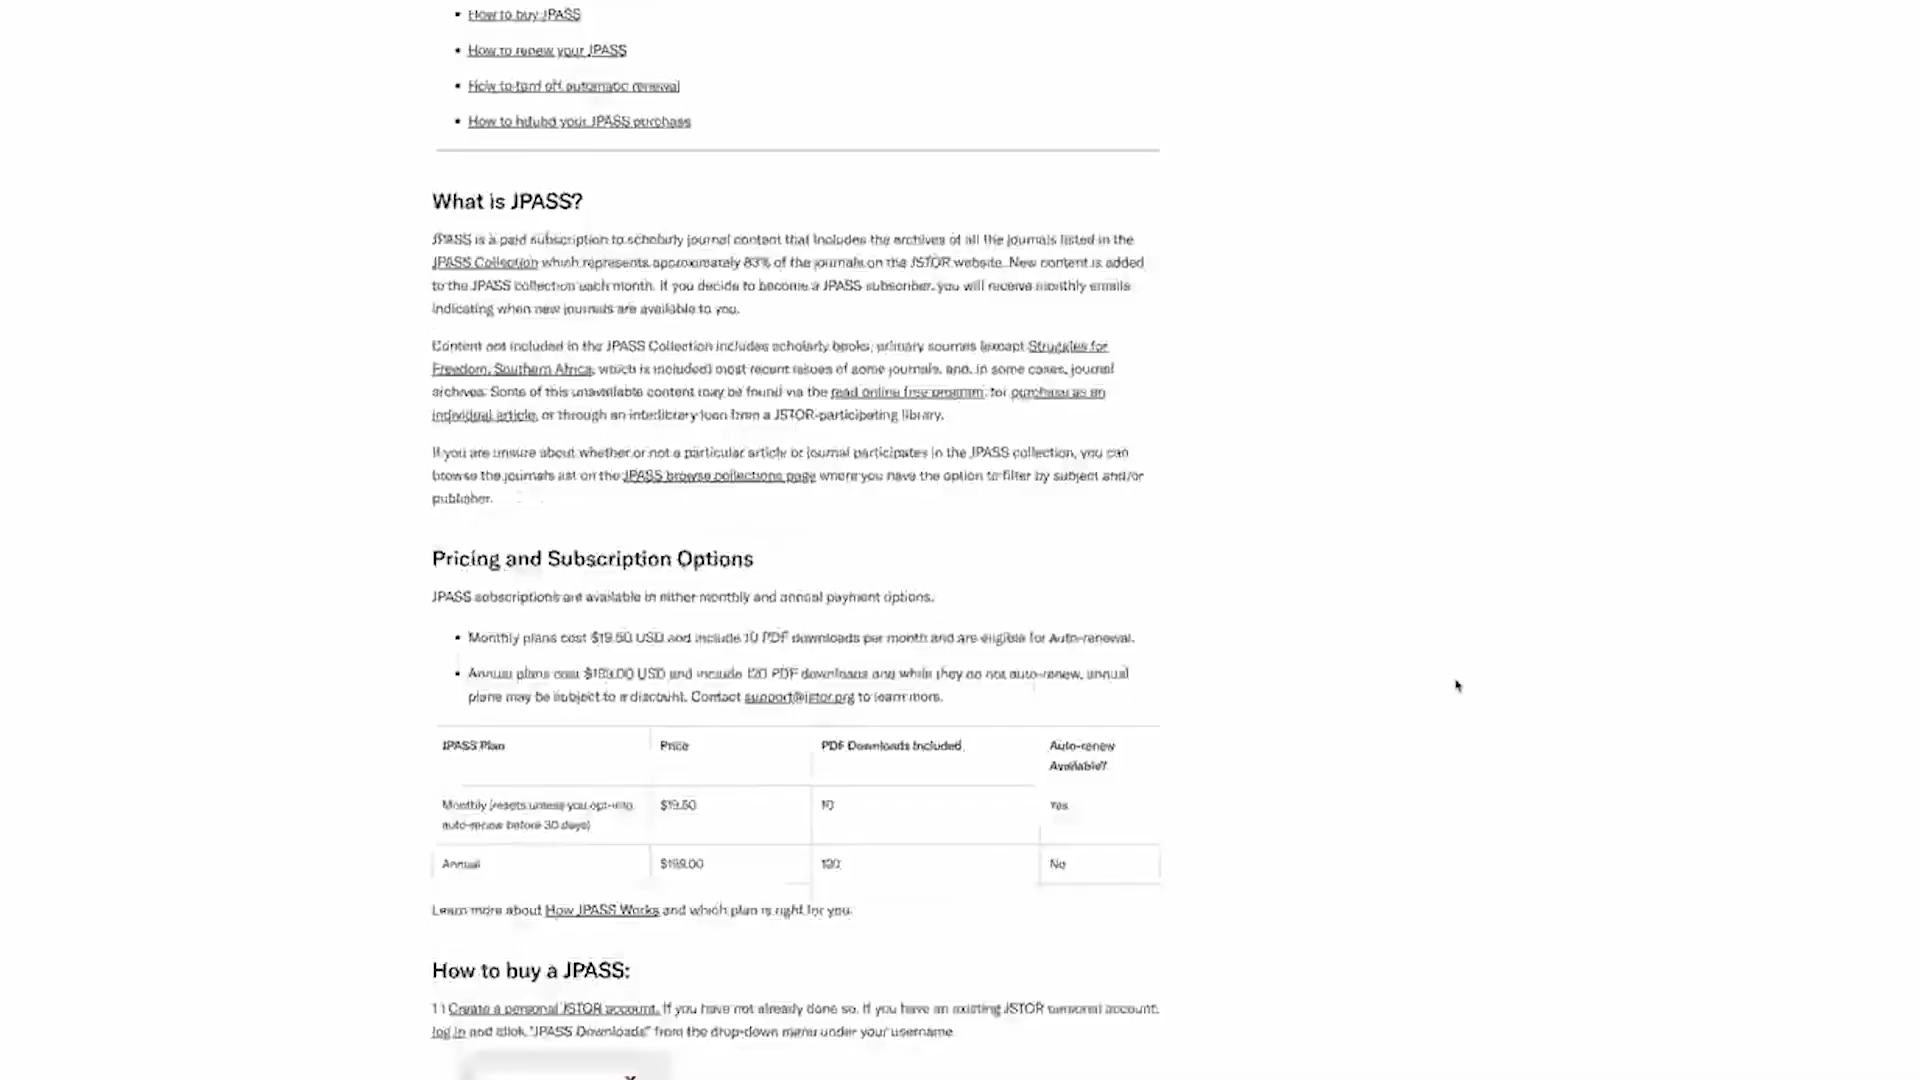 How to buy JPASS
How to renew your JPASS
How to turn off automatic renewal
How to refund your JPASS purchase
What is JPASS?
JPASS is a paid subscription to scholarly journal content that includes the archives of all the journals listed in the
JPASS Collection which represents approximately 83% of the journals on the JSTOR website. New content is added
to the JPASS collection each month. If you decide to become a JPASS subscriber, you will receive monthly emails
indicating when new journals are available to you.
Content not included in the JPASS Collection includes scholarly books, primary sources (except Struggles for
Freedom, Southern Africa, which is included) most recent issues of some journals, and, in some cases, journal
archives. Some of this unavailable content may be found via the read online free program, for purchase as an
individual article, or through an interlibrary loan from a JSTOR-participating library.
If you are unsure about whether or not a particular article or journal participates in the JPASS collection, you can
browse the journals list on the JPASS browse collections page where you have the option to filter by subject and/or
publisher.
Pricing and Subscription Options
JPASS subscriptions are available in either monthly and annual payment options.
Monthly plans cost $19.50 USD and include 10 PDF downloads per month and are eligible for Auto-renewal.
Annual plans cost USD and include 120 PDF downloads and while they do not auto-renew, annual
plans may be subject to a discount. Contact support@jstor.org to learn more.
JPASS Plan Price PDF Downloads Included Auto-renew
Available?
Monthly (resets unless you opt-into $19.50 10 Yes
auto-renew before 30 days)
Annual 120 No
Learn more about How JPASS Works and which plan is right for you.
How to buy a JPASS:
1) Create a personal JSTOR account. If you have not already done so. If you have an existing JSTOR personal account,
log in and click "JPASS Downloads" from the drop-down menu under your username